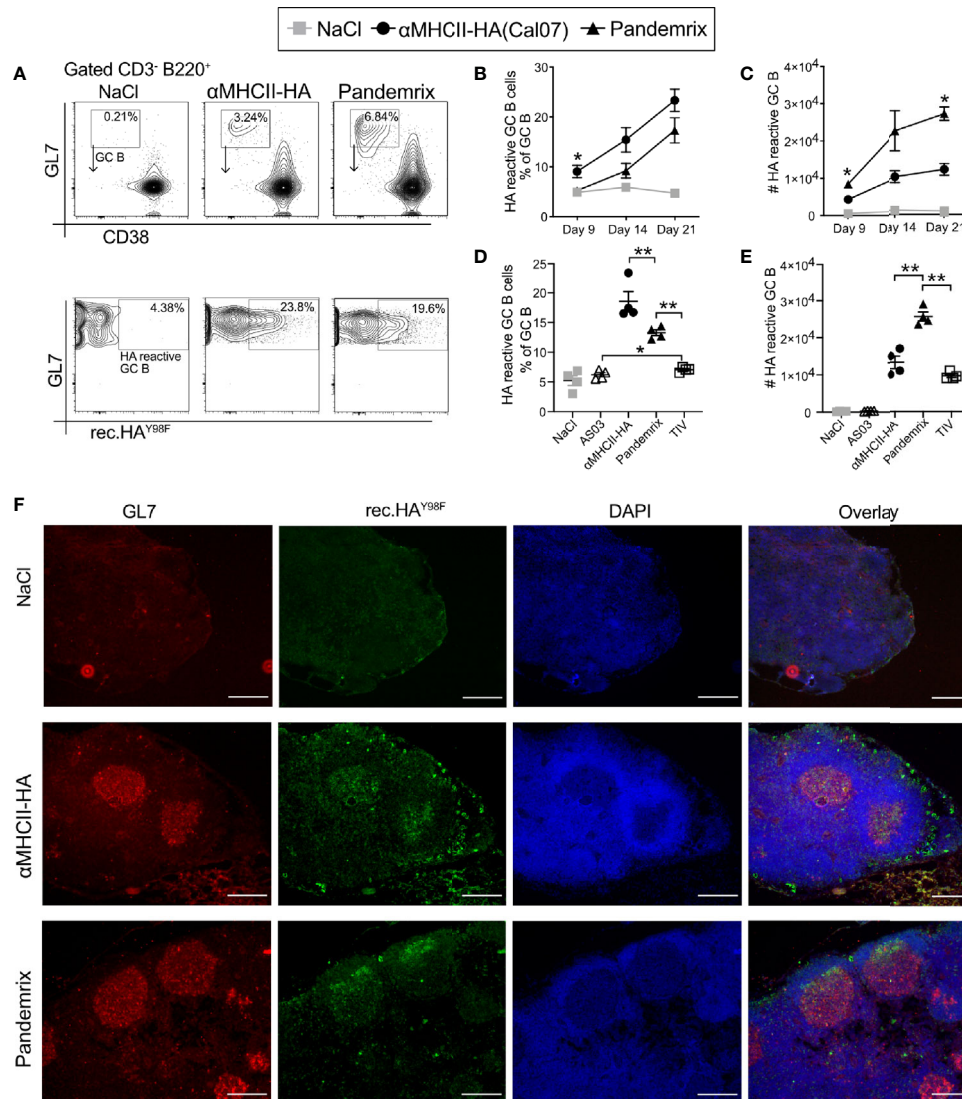 NaCl αMHCII-HA(Cal07) Pandemrix
A
Gated CD3- B220+
NaCl αMHCII-HA Pandemrix
0.21% 3.24% 6.84%
GC B
GL7
CD38
4.38% 23.8% 19.6%
HA reactive
GC B
GL7
rec.HAY98F
B
HA reactive GC B cells
% of GC B
30
20
10
0
*
Day 9 Day 14 Day 21
C
# HA reactive GC B
4×10⁴
3×10⁴
2×10⁴
1×10⁴
0
* *
Day 9 Day 14 Day 21
D
HA reactive GC B cells
% of GC B
25
20
15
10
5
0
**
**
*
NaCl
AS03
αMHCII-HA
Pandemrix
TIV
E
# HA reactive GC B
4×10⁴
3×10⁴
2×10⁴
1×10⁴
0
** **
NaCl
AS03
αMHCII-HA
Pandemrix
TIV
F
GL7 rec.HAY98F DAPI Overlay
NaCl
αMHCII-HA
Pandemrix